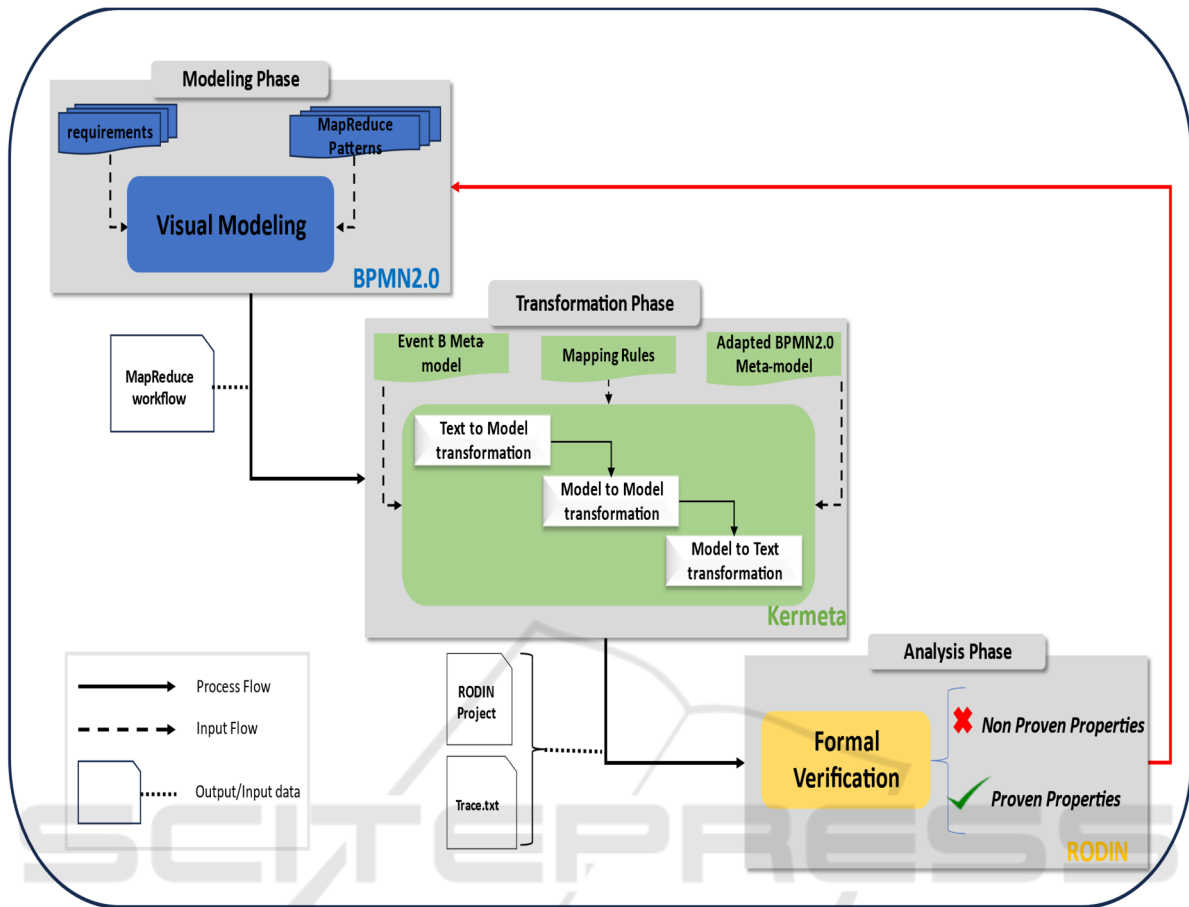 Modeling Phase
requirements
MapReduce
Patterns
Visual Modeling
BPMN2.0
MapReduce
workflow
Transformation Phase
Event B Meta-
model
Mapping Rules
Adapted BPMN2.0
Meta-model
Text to Model
transformation
Model to Model
transformation
Model to Text
transformation
Kermeta
Process Flow
Input Flow
Output/Input data
RODIN
Project
Trace.txt
Analysis Phase
Formal
Verification
Non Proven Properties
Proven Properties
RODIN
SCITEPRESS